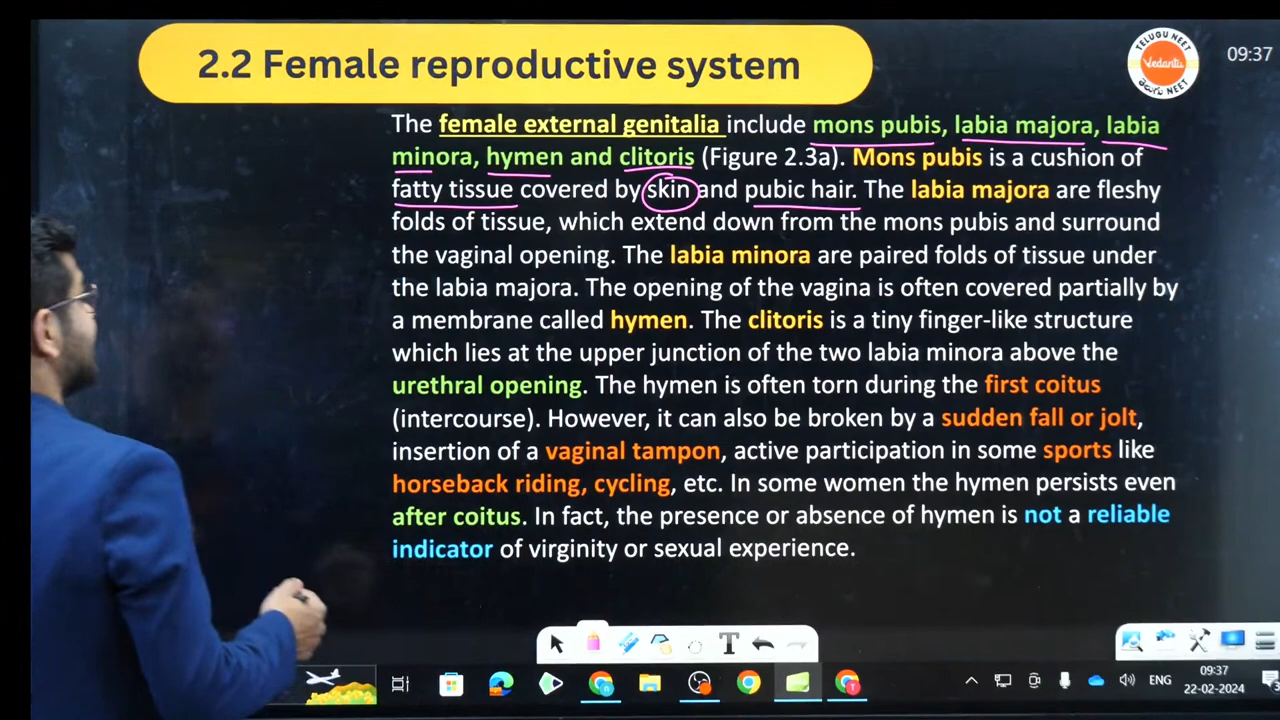 2.2 Female reproductive system
TELUGU NEET
Vedantu
తెలుగు NEET
09:37
The female external genitalia include mons pubis, labia majora, labia
minora, hymen and clitoris (Figure 2.3a). Mons pubis is a cushion of
fatty tissue covered by skin and pubic hair. The labia majora are fleshy
folds of tissue, which extend down from the mons pubis and surround
the vaginal opening. The labia minora are paired folds of tissue under
the labia majora. The opening of the vagina is often covered partially by
a membrane called hymen. The clitoris is a tiny finger-like structure
which lies at the upper junction of the two labia minora above the
urethral opening. The hymen is often torn during the first coitus
(intercourse). However, it can also be broken by a sudden fall or jolt,
insertion of a vaginal tampon, active participation in some sports like
horseback riding, cycling, etc. In some women the hymen persists even
after coitus. In fact, the presence or absence of hymen is not a reliable
indicator of virginity or sexual experience.
T
ENG
09:37
22-02-2024